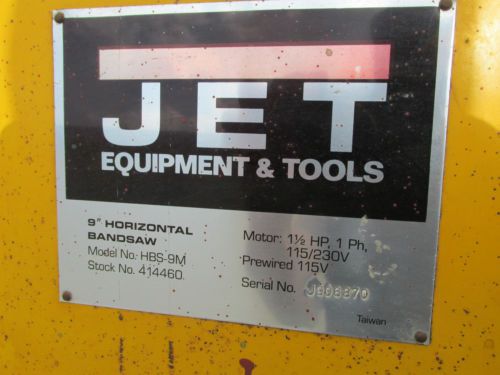 JET
EQUIPMENT & TOOLS
9" HORIZONTAL
BANDSAW
Model No. HBS-9M
Stock No. 414460
Motor: 1½ HP, 1 Ph,
115/230V
Prewired 115V
Serial No.
Taiwan